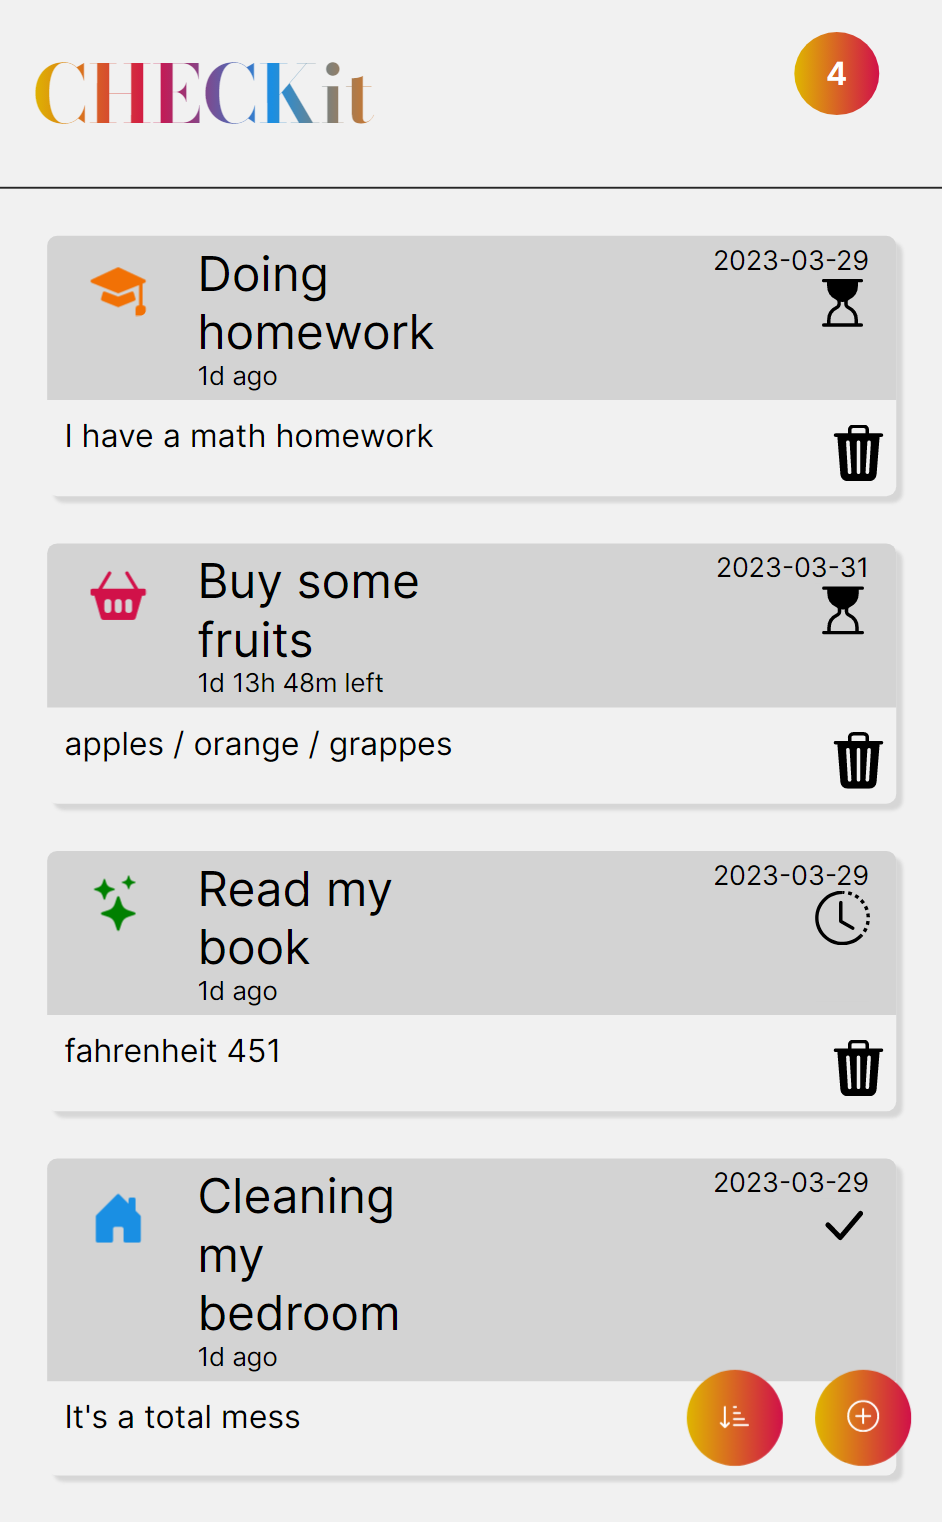 CHECKit
4
Doing
homework
1d ago
2023-03-29
I have a math homework
Buy some
fruits
1d 13h 48m left
2023-03-31
apples / orange / grappes
Read my
book
1d ago
2023-03-29
fahrenheit 451
Cleaning
my
bedroom
1d ago
2023-03-29
It's a total mess